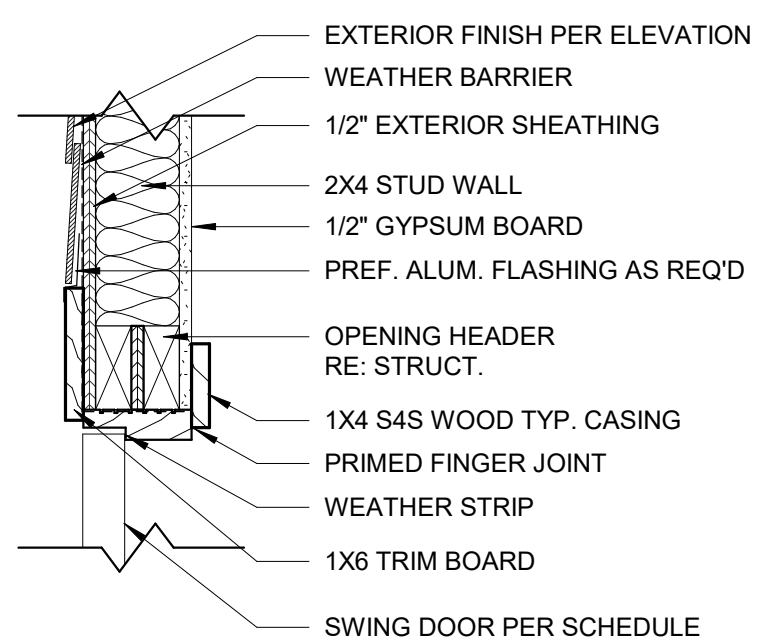 EXTERIOR FINISH PER ELEVATION
WEATHER BARRIER
1/2" EXTERIOR SHEATHING
2X4 STUD WALL
1/2" GYPSUM BOARD
PREF. ALUM. FLASHING AS REQ'D
OPENING HEADER
RE: STRUCT.
1X4 S4S WOOD TYP. CASING
PRIMED FINGER JOINT
WEATHER STRIP
1X6 TRIM BOARD
SWING DOOR PER SCHEDULE